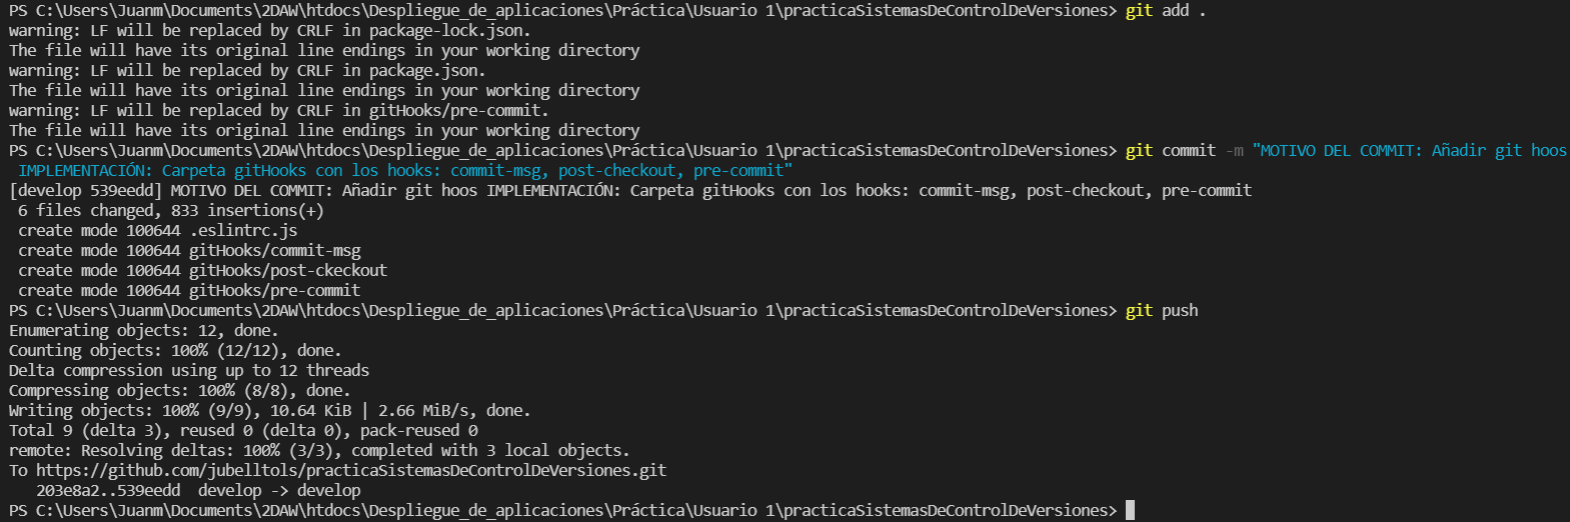 PS C:\Users\Juanm\Documents\2DAW\htdocs\Despliegue_de_aplicaciones\Práctica\Usuario 1\practicaSistemasDeControlDeVersiones> git add .
warning: LF will be replaced by CRLF in package-lock.json.
The file will have its original line endings in your working directory
warning: LF will be replaced by CRLF in package.json.
The file will have its original line endings in your working directory
warning: LF will be replaced by CRLF in gitHooks/pre-commit.
The file will have its original line endings in your working directory
PS C:\Users\Juanm\Documents\2DAW\htdocs\Despliegue_de_aplicaciones\Práctica\Usuario 1\practicaSistemasDeControlDeVersiones> git commit -m "MOTIVO DEL COMMIT: Añadir git hoos
IMPLEMENTACIÓN: Carpeta gitHooks con los hooks: commit-msg, post-checkout, pre-commit"
[develop 539eedd] MOTIVO DEL COMMIT: Añadir git hoos IMPLEMENTACIÓN: Carpeta gitHooks con los hooks: commit-msg, post-checkout, pre-commit
6 files changed, 833 insertions(+)
create mode 100644 .eslintrc.js
create mode 100644 gitHooks/commit-msg
create mode 100644 gitHooks/post-ckeckout
create mode 100644 gitHooks/pre-commit
PS C:\Users\Juanm\Documents\2DAW\htdocs\Despliegue_de_aplicaciones\Práctica\Usuario 1\practicaSistemasDeControlDeVersiones> git push
Enumerating objects: 12, done.
Counting objects: 100% (12/12), done.
Delta compression using up to 12 threads
Compressing objects: 100% (8/8), done.
Writing objects: 100% (9/9), 10.64 KiB | 2.66 MiB/s, done.
Total 9 (delta 3), reused 0 (delta 0), pack-reused 0
remote: Resolving deltas: 100% (3/3), completed with 3 local objects.
To https://github.com/jubelltols/practicaSistemasDeControlDeVersiones.git
203e8a2..539eedd  develop -> develop
PS C:\Users\Juanm\Documents\2DAW\htdocs\Despliegue_de_aplicaciones\Práctica\Usuario 1\practicaSistemasDeControlDeVersiones>